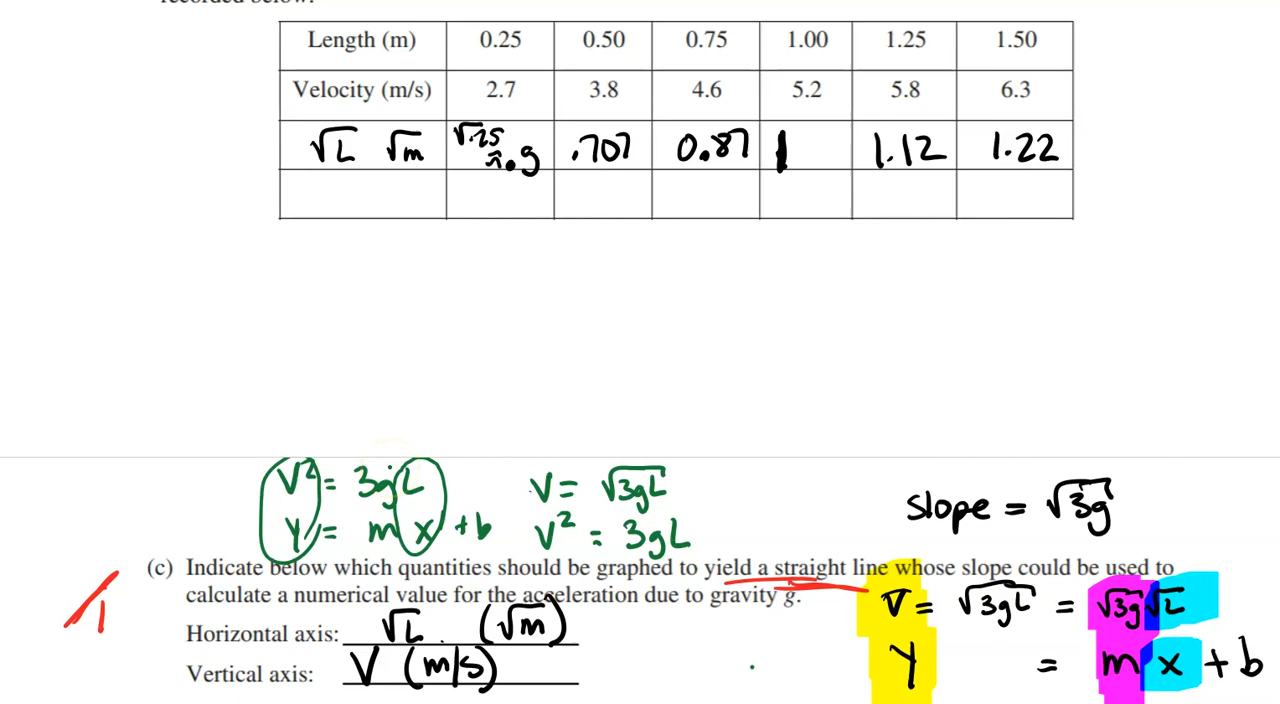 recorded below.
Length (m) 0.25 0.50 0.75 1.00 1.25 1.50
Velocity (m/s) 2.7 3.8 4.6 5.2 5.8 6.3
√L √m √.25 .707 0.87 1 1.12 1.22
V² = 3gL V = √3gL slope = √3g
Y = m x + b V² = 3gL
(c) Indicate below which quantities should be graphed to yield a straight line whose slope could be used to
calculate a numerical value for the acceleration due to gravity g.
V = √3gL = √3g √L
Horizontal axis: √L (√m)
Vertical axis: V (m/s)
Y = m x + b